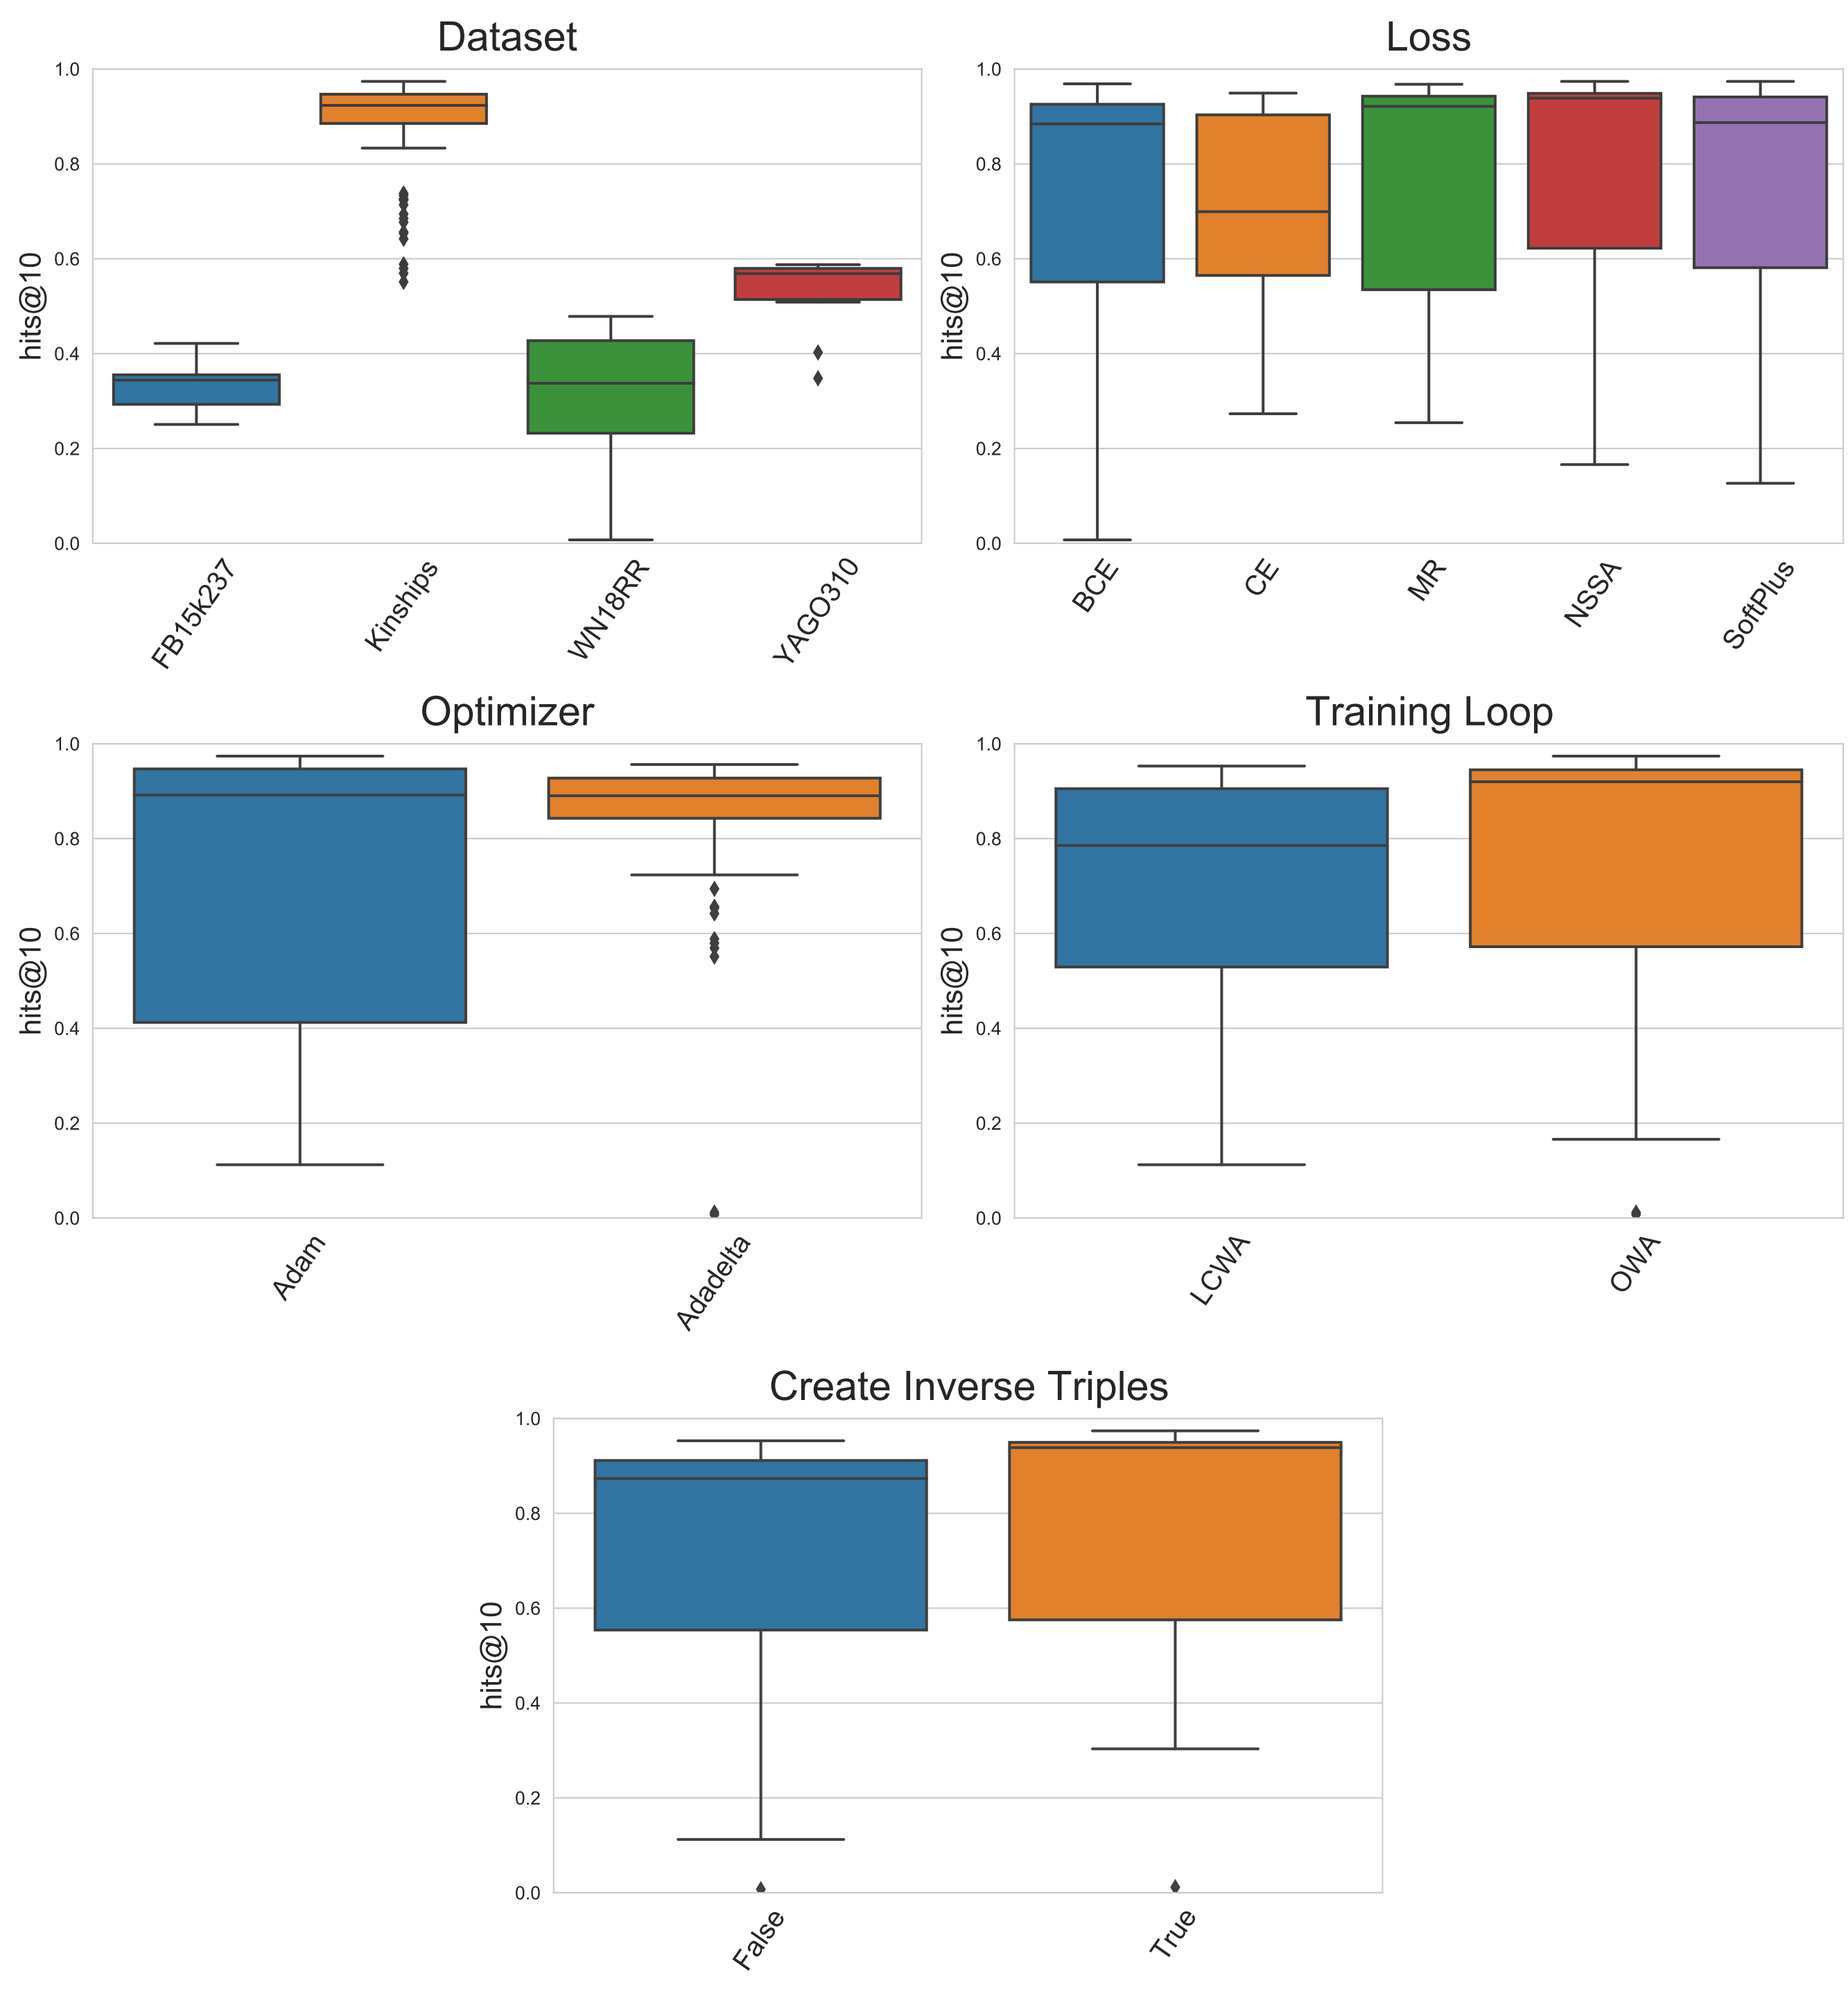 Dataset
hits@10
1.0
0.8
0.6
0.4
0.2
0.0
FB15k237
Kinships
WN18RR
YAGO310
Loss
hits@10
1.0
0.8
0.6
0.4
0.2
0.0
BCE
CE
MR
NSSA
SoftPlus
Optimizer
hits@10
1.0
0.8
0.6
0.4
0.2
0.0
Adam
Adadelta
Training Loop
hits@10
1.0
0.8
0.6
0.4
0.2
0.0
LCWA
OWA
Create Inverse Triples
hits@10
1.0
0.8
0.6
0.4
0.2
0.0
False
True